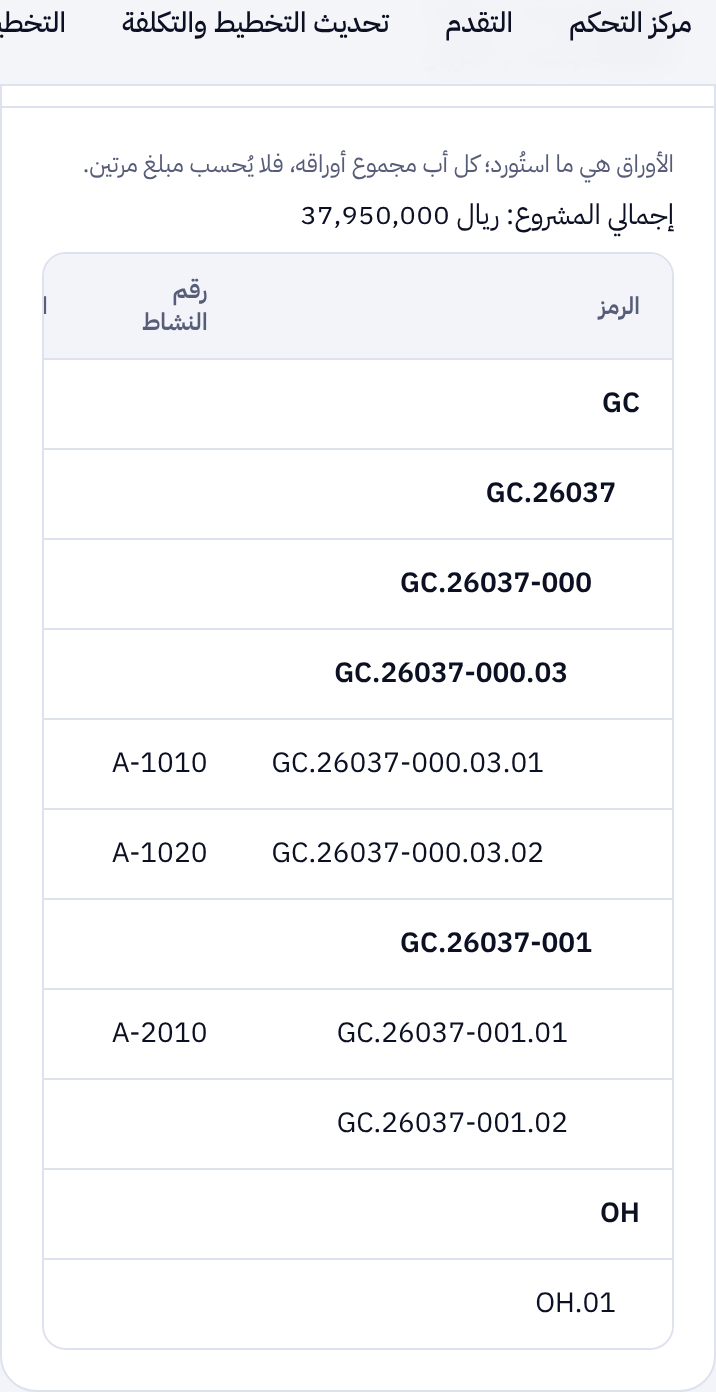 مركز التحكم التقدم تحديث التخطيط والتكلفة
الأوراق هي ما استُورد؛ كل أب مجموع أوراقه، فلا يُحسب مبلغ مرتين.
إجمالي المشروع: ريال 37,950,000
الرمز رقم النشاط
GC
GC.26037
GC.26037-000
GC.26037-000.03
GC.26037-000.03.01 A-1010
GC.26037-000.03.02 A-1020
GC.26037-001
GC.26037-001.01 A-2010
GC.26037-001.02
OH
OH.01